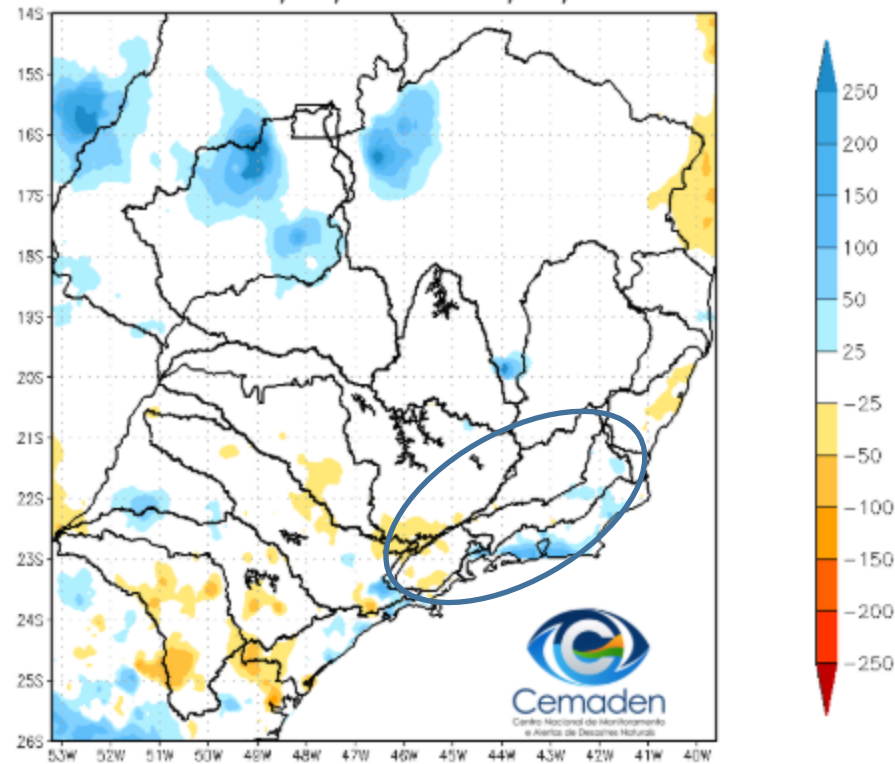 14S
15S
16S
17S
18S
19S
20S
21S
22S
23S
24S
25S
26S
53W 52W 51W 50W 49W 48W 47W 46W 45W 44W 43W 42W 41W 40W
250
200
150
100
50
25
-25
-50
-100
-150
-200
-250
Cemaden
Centro Nacional de Monitoramento
e Alertas de Desastres Naturais